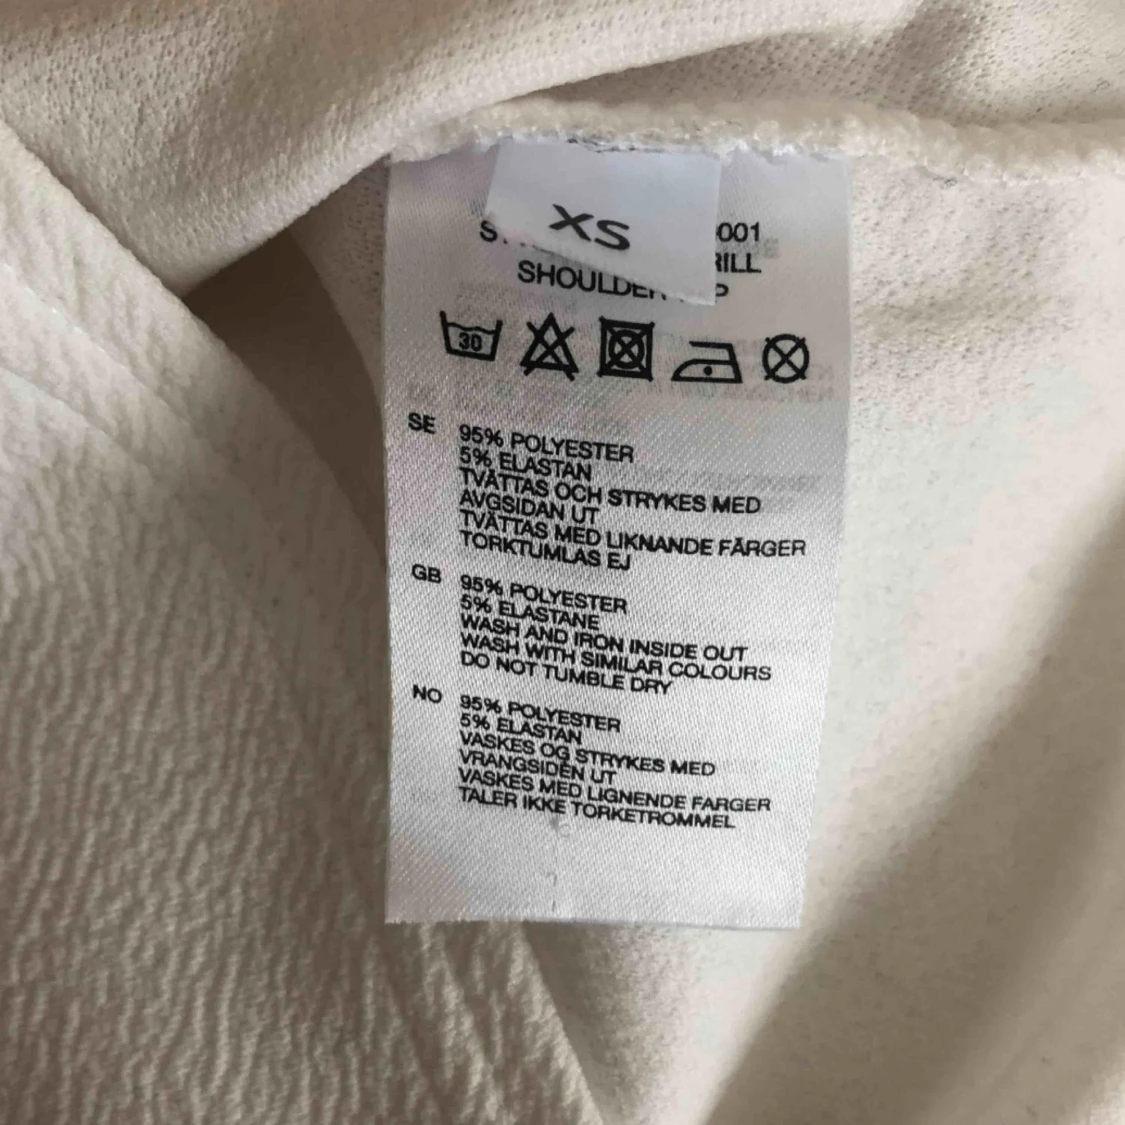 XS
001
RILL
SHOULDER
30
SE
95% POLYESTER
5% ELASTAN
TVÄTTAS OCH STRYKES MED
AVGSIDAN UT
TVÄTTAS MED LIKNANDE FÄRGER
TORKTUMLAS EJ
GB
95% POLYESTER
5% ELASTANE
WASH AND IRON INSIDE OUT
WASH WITH SIMILAR COLOURS
DO NOT TUMBLE DRY
NO
95% POLYESTER
5% ELASTAN
VASKES OG STRYKES MED
VRANGSIDEN UT
VASKES MED LIGNENDE FARGER
TALER IKKE TORKETROMMEL